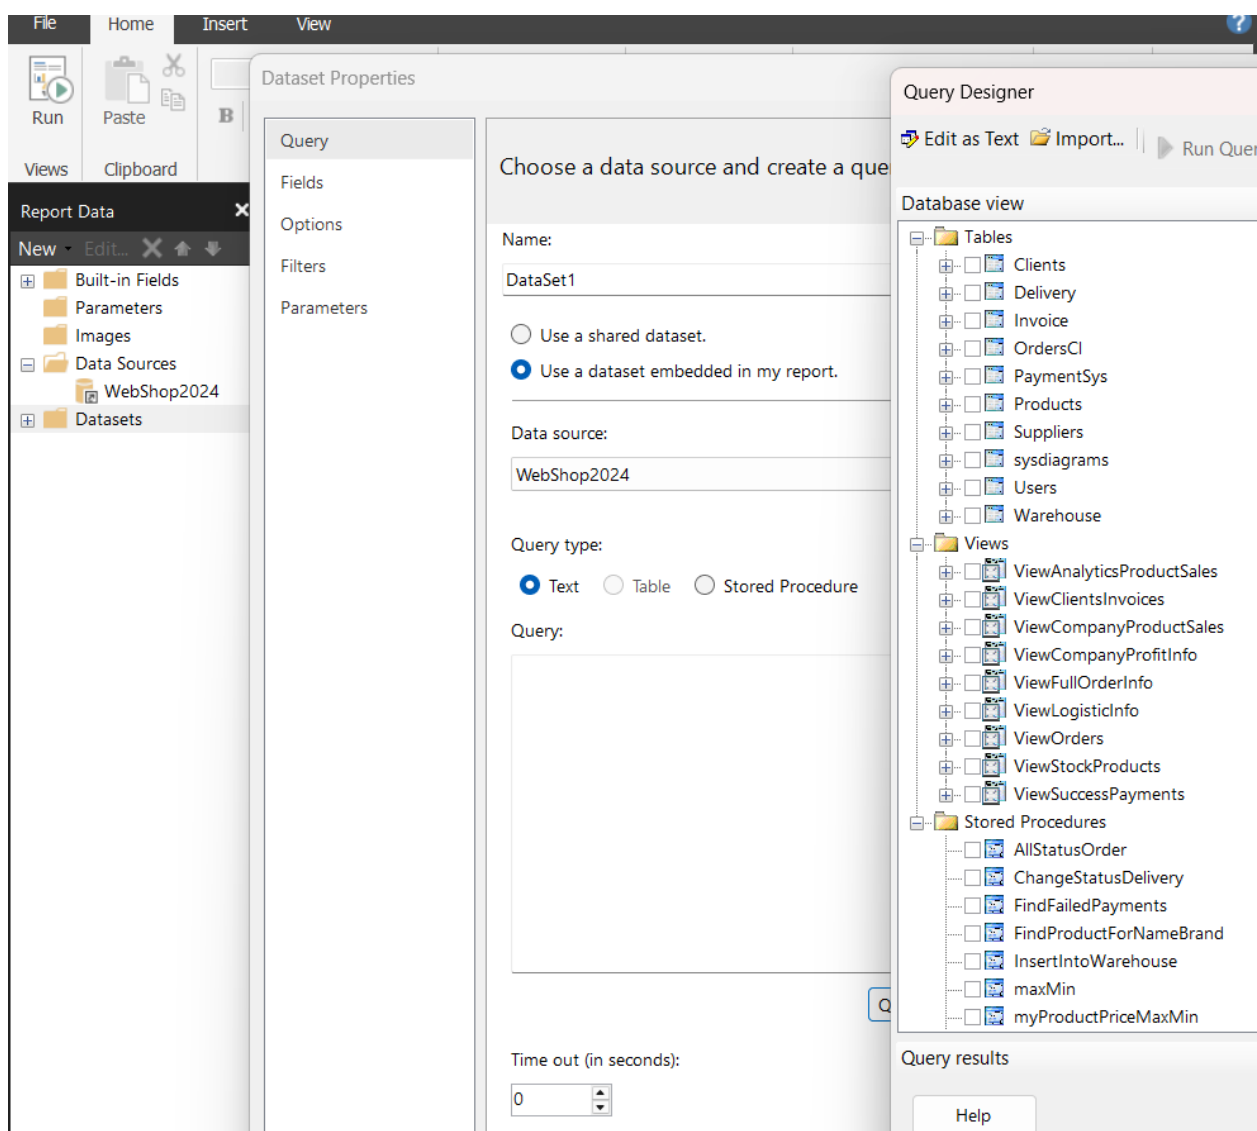 File Home Insert View
Run
Paste
B
Views Clipboard
Report Data
New Edit...
Built-in Fields
Parameters
Images
Data Sources
WebShop2024
Datasets
Dataset Properties
Query
Fields
Options
Filters
Parameters
Choose a data source and create a que
Name:
DataSet1
Use a shared dataset.
Use a dataset embedded in my report.
Data source:
WebShop2024
Query type:
Text Table Stored Procedure
Query:
Q
Time out (in seconds):
0
Query Designer
Edit as Text Import... Run Quer
Database view
Tables
Clients
Delivery
Invoice
OrdersCl
PaymentSys
Products
Suppliers
sysdiagrams
Users
Warehouse
Views
ViewAnalyticsProductSales
ViewClientsInvoices
ViewCompanyProductSales
ViewCompanyProfitInfo
ViewFullOrderInfo
ViewLogisticInfo
ViewOrders
ViewStockProducts
ViewSuccessPayments
Stored Procedures
AllStatusOrder
ChangeStatusDelivery
FindFailedPayments
FindProductForNameBrand
InsertIntoWarehouse
maxMin
myProductPriceMaxMin
Query results
Help